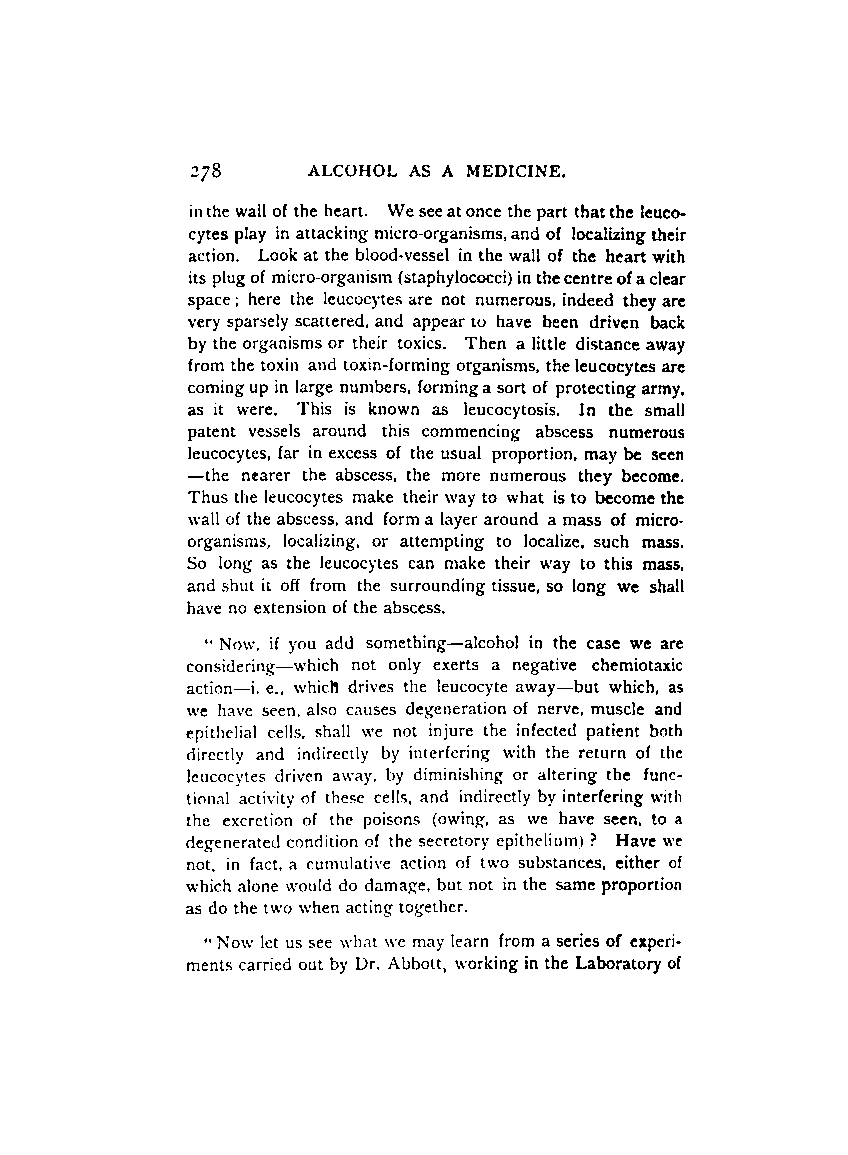 278 ALCOHOL AS A MEDICINE.
in the wall of the heart. We see at once the part that the leuco-
cytes play in attacking micro-organisms, and of localizing their
action. Look at the blood-vessel in the wall of the heart with
its plug of micro-organism (staphylococci) in the centre of a clear
space; here the leucocytes are not numerous, indeed they are
very sparsely scattered, and appear to have been driven back
by the organisms or their toxics. Then a little distance away
from the toxin and toxin-forming organisms, the leucocytes are
coming up in large numbers, forming a sort of protecting army,
as it were. This is known as leucocytosis. In the small
patent vessels around this commencing abscess numerous
leucocytes, far in excess of the usual proportion, may be seen
—the nearer the abscess, the more numerous they become.
Thus the leucocytes make their way to what is to become the
wall of the abscess, and form a layer around a mass of micro-
organisms, localizing, or attempting to localize, such mass.
So long as the leucocytes can make their way to this mass,
and shut it off from the surrounding tissue, so long we shall
have no extension of the abscess.
“Now, if you add something—alcohol in the case we are
considering—which not only exerts a negative chemiotaxic
action—i. e., which drives the leucocyte away—but which, as
we have seen, also causes degeneration of nerve, muscle and
epithelial cells, shall we not injure the infected patient both
directly and indirectly by interfering with the return of the
leucocytes driven away, by diminishing or altering the func-
tional activity of these cells, and indirectly by interfering with
the excretion of the poisons (owing, as we have seen, to a
degenerated condition of the secretory epithelium)? Have we
not, in fact, a cumulative action of two substances, either of
which alone would do damage, but not in the same proportion
as do the two when acting together.
“Now let us see what we may learn from a series of experi-
ments carried out by Dr. Abbott, working in the Laboratory of